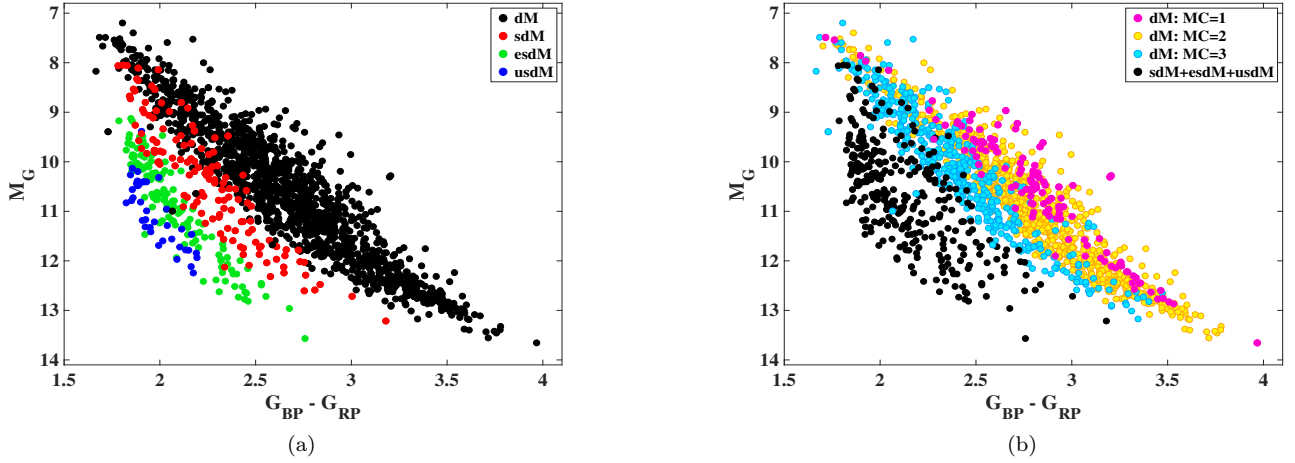 dM
sdM
esdM
usdM
8
9
10
11
12
13
14
M_G
1.5 2 2.5 3 3.5 4
G_BP - G_RP
(a)
dM: MC=1
dM: MC=2
dM: MC=3
sdM+esdM+usdM
8
9
10
11
12
13
14
M_G
1.5 2 2.5 3 3.5 4
G_BP - G_RP
(b)